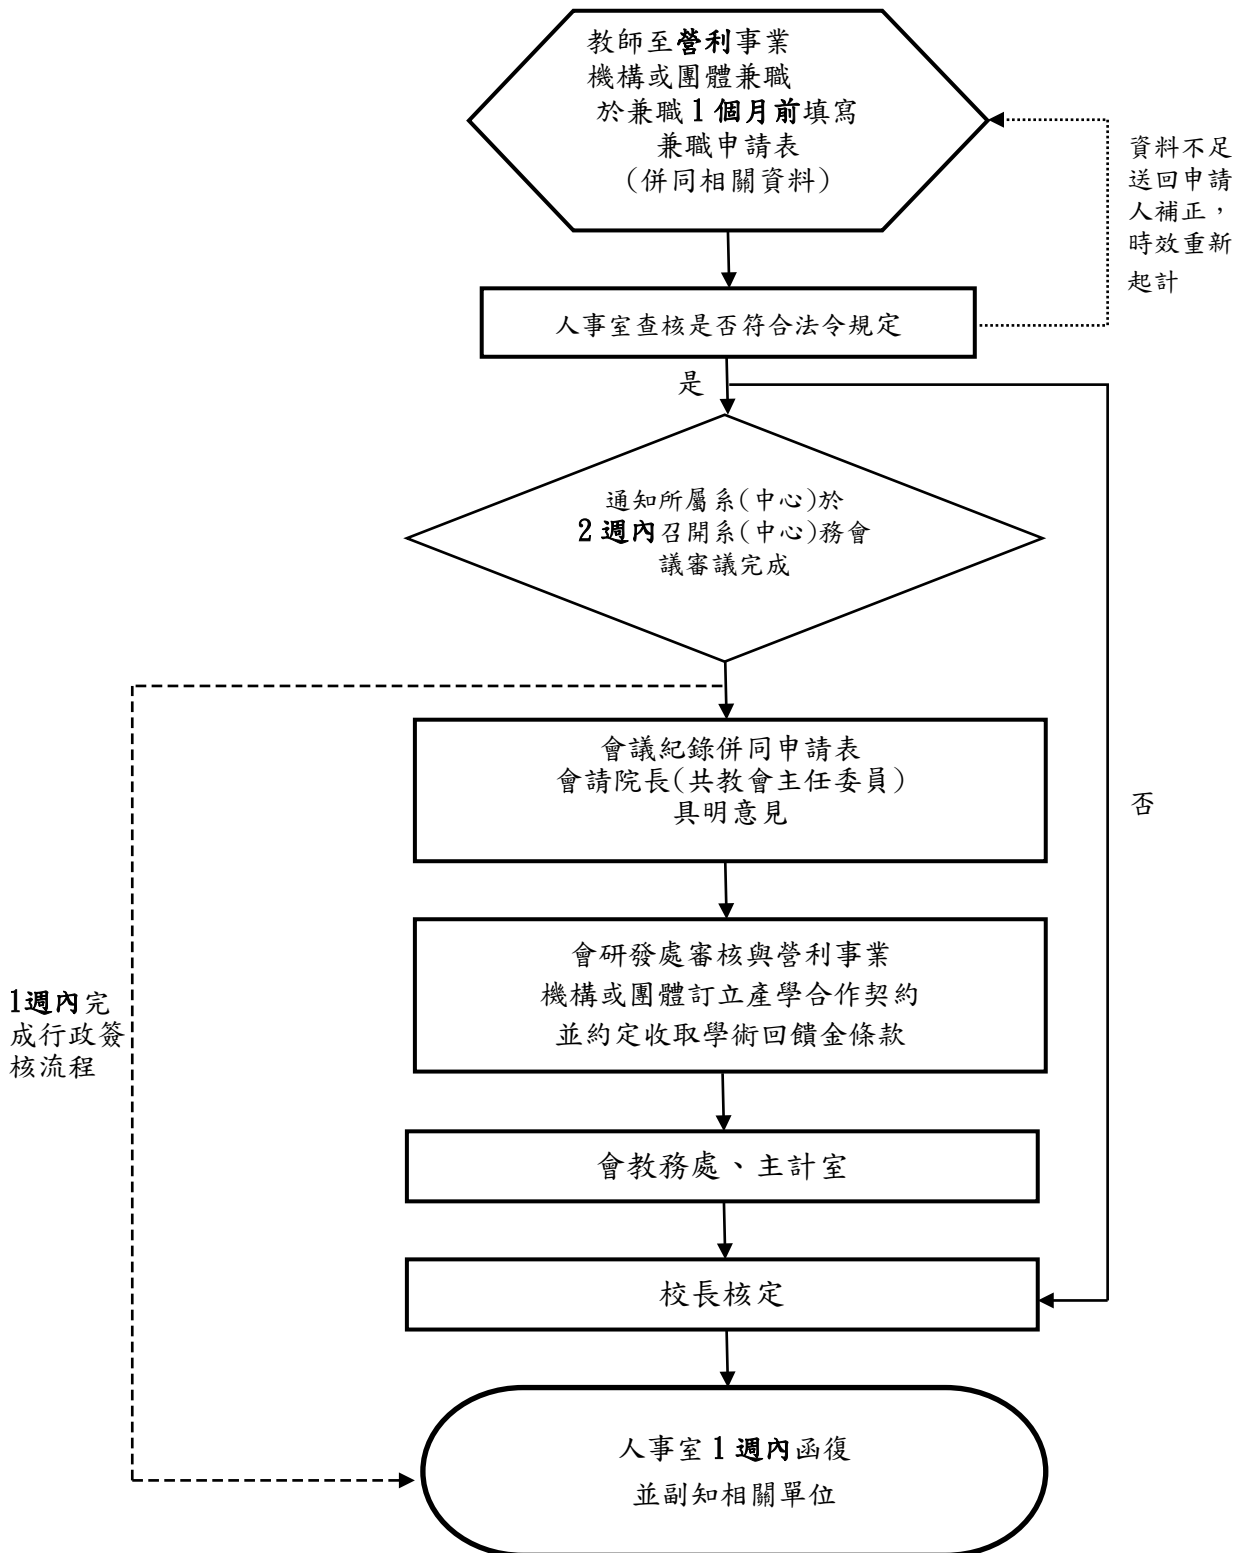 教師至營利事業
機構或團體兼職
於兼職1個月前填寫
兼職申請表
(併同相關資料)
資料不足
送回申請
人補正，
時效重新
起計
人事室查核是否符合法令規定
是
通知所屬系(中心)於
2週內召開系(中心)務會
議審議完成
會議紀錄併同申請表
會請院長(共教會主任委員)
具明意見
否
會研發處審核與營利事業
機構或團體訂立產學合作契約
並約定收取學術回饋金條款
1週內完
成行政簽
核流程
會教務處、主計室
校長核定
人事室1週內函復
並副知相關單位